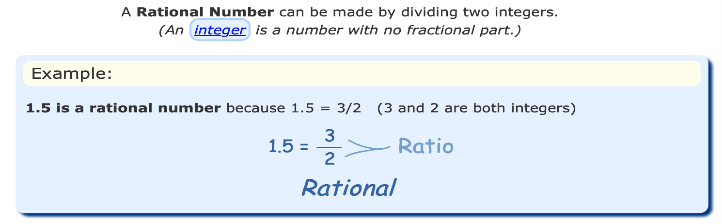 A Rational Number can be made by dividing two integers.
(An integer is a number with no fractional part.)
Example:
1.5 is a rational number because 1.5 = 3/2 (3 and 2 are both integers)
1.5 = 3/2 Ratio
Rational